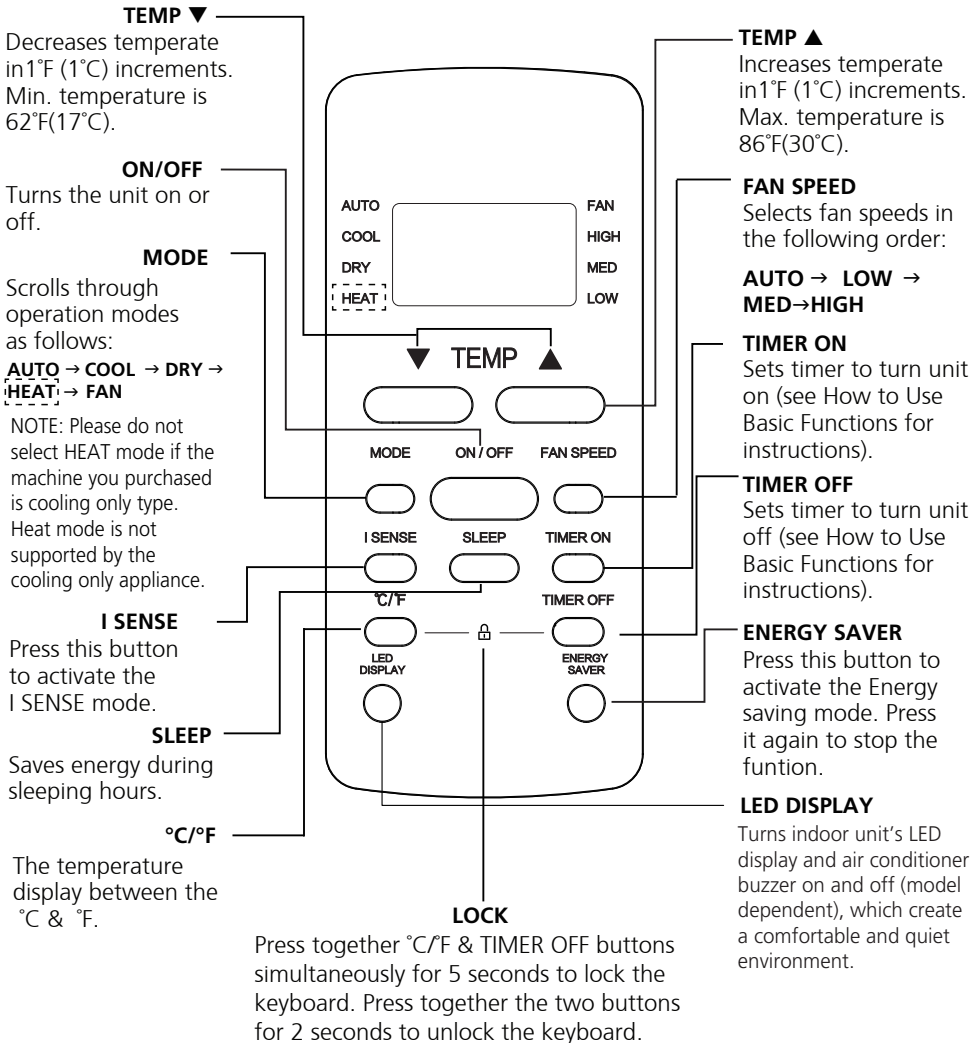 TEMP ▼
Decreases temperate
in1°F (1°C) increments.
Min. temperature is
62°F(17°C).
ON/OFF
Turns the unit on or
off.
MODE
Scrolls through
operation modes
as follows:
AUTO → COOL → DRY →
HEAT → FAN
NOTE: Please do not
select HEAT mode if the
machine you purchased
is cooling only type.
Heat mode is not
supported by the
cooling only appliance.
I SENSE
Press this button
to activate the
I SENSE mode.
SLEEP
Saves energy during
sleeping hours.
°C/°F
The temperature
display between the
°C & °F.
AUTO
COOL
DRY
HEAT
FAN
HIGH
MED
LOW
▼ TEMP ▲
MODE ON / OFF FAN SPEED
I SENSE SLEEP TIMER ON
°C/°F TIMER OFF
LED
DISPLAY
ENERGY
SAVER
LOCK
Press together °C/°F & TIMER OFF buttons
simultaneously for 5 seconds to lock the
keyboard. Press together the two buttons
for 2 seconds to unlock the keyboard.
TEMP ▲
Increases temperate
in1°F (1°C) increments.
Max. temperature is
86°F(30°C).
FAN SPEED
Selects fan speeds in
the following order:
AUTO → LOW →
MED→HIGH
TIMER ON
Sets timer to turn unit
on (see How to Use
Basic Functions for
instructions).
TIMER OFF
Sets timer to turn unit
off (see How to Use
Basic Functions for
instructions).
ENERGY SAVER
Press this button to
activate the Energy
saving mode. Press
it again to stop the
funtion.
LED DISPLAY
Turns indoor unit's LED
display and air conditioner
buzzer on and off (model
dependent), which create
a comfortable and quiet
environment.